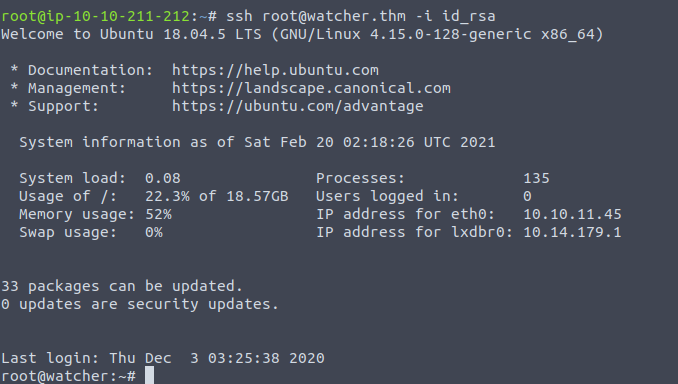 root@ip-10-10-211-212:~# ssh root@watcher.thm -i id_rsa
Welcome to Ubuntu 18.04.5 LTS (GNU/Linux 4.15.0-128-generic x86_64)
 * Documentation:  https://help.ubuntu.com
 * Management:     https://landscape.canonical.com
 * Support:        https://ubuntu.com/advantage
  System information as of Sat Feb 20 02:18:26 UTC 2021
  System load:  0.08               Processes:             135
  Usage of /:   22.3% of 18.57GB   Users logged in:       0
  Memory usage: 52%                IP address for eth0:   10.10.11.45
  Swap usage:   0%                 IP address for lxdbr0: 10.14.179.1
33 packages can be updated.
0 updates are security updates.
Last login: Thu Dec  3 03:25:38 2020
root@watcher:~#